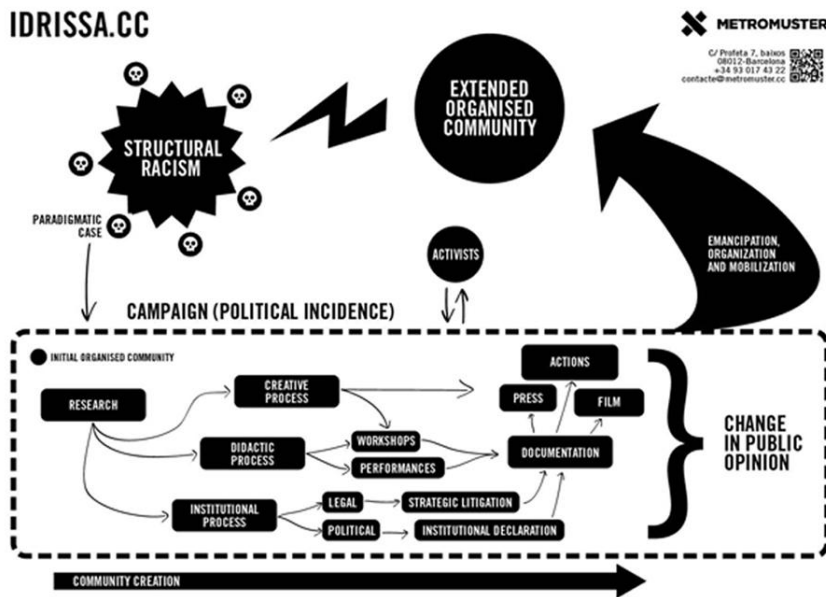 IDRISSA.CC
METROMUSTER
C/ Profeta 7, baixos
08012-Barcelona
+34 93 017 43 22
contacte@metromuster.cc
EXTENDED
ORGANISED
COMMUNITY
STRUCTURAL
RACISM
PARADIGMATIC
CASE
ACTIVISTS
EMANCIPATION,
ORGANIZATION
AND MOBILIZATION
CAMPAIGN (POLITICAL INCIDENCE)
INITIAL ORGANISED COMMUNITY
ACTIONS
CREATIVE
PROCESS
RESEARCH
PRESS
FILM
DIDACTIC
PROCESS
WORKSHOPS
PERFORMANCES
DOCUMENTATION
CHANGE
IN PUBLIC
OPINION
INSTITUTIONAL
PROCESS
LEGAL
STRATEGIC LITIGATION
POLITICAL
INSTITUTIONAL DECLARATION
COMMUNITY CREATION